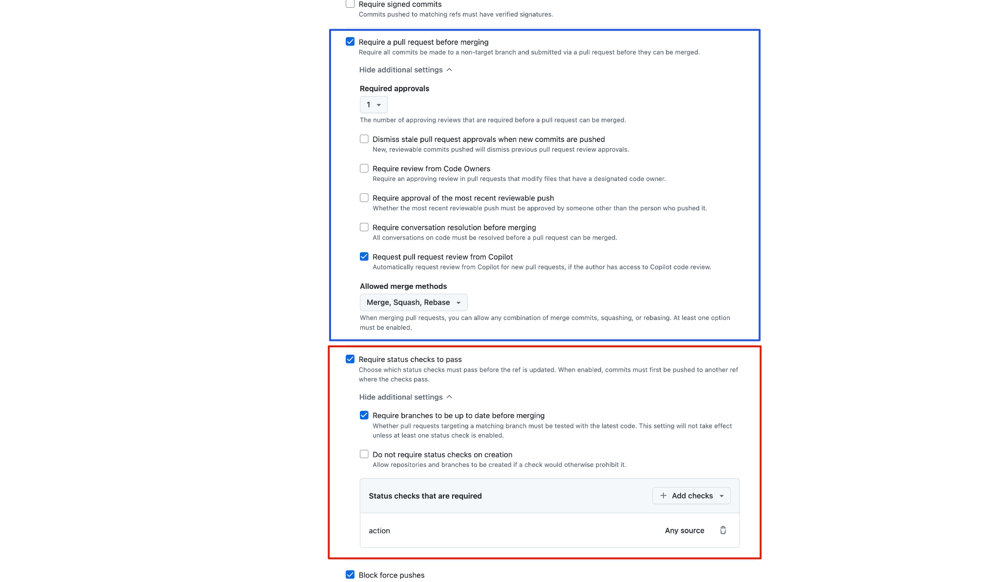 Require signed commits
Commits pushed to matching refs must have verified signatures.
Require a pull request before merging
Require all commits be made to a non-target branch and submitted via a pull request before they can be merged.
Hide additional settings
Required approvals
1
The number of approving reviews that are required before a pull request can be merged.
Dismiss stale pull request approvals when new commits are pushed
New, reviewable commits pushed will dismiss previous pull request review approvals.
Require review from Code Owners
Require an approving review in pull requests that modify files that have a designated code owner.
Require approval of the most recent reviewable push
Whether the most recent reviewable push must be approved by someone other than the person who pushed it.
Require conversation resolution before merging
All conversations on code must be resolved before a pull request can be merged.
Request pull request review from Copilot
Automatically request review from Copilot for new pull requests, if the author has access to Copilot code review.
Allowed merge methods
Merge, Squash, Rebase
When merging pull requests, you can allow any combination of merge commits, squashing, or rebasing. At least one option
must be enabled.
Require status checks to pass
Choose which status checks must pass before the ref is updated. When enabled, commits must first be pushed to another ref
where the checks pass.
Hide additional settings
Require branches to be up to date before merging
Whether pull requests targeting a matching branch must be tested with the latest code. This setting will not take effect
unless at least one status check is enabled.
Do not require status checks on creation
Allow repositories and branches to be created if a check would otherwise prohibit it.
Status checks that are required
Add checks
action
Any source
Block force pushes